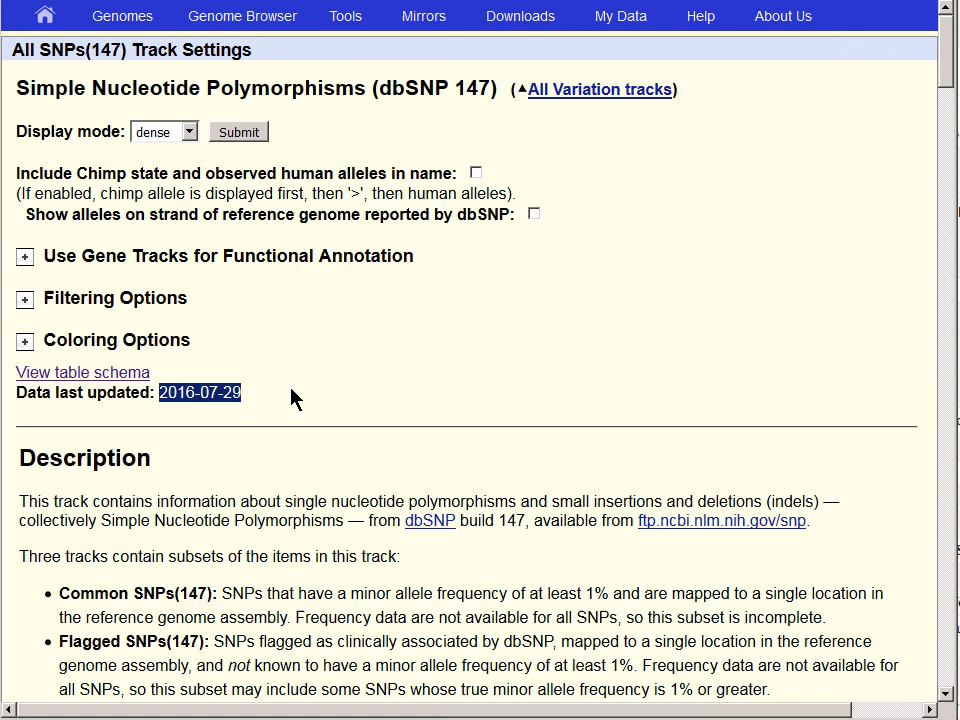 Genomes Genome Browser Tools Mirrors Downloads My Data Help About Us
All SNPs(147) Track Settings
Simple Nucleotide Polymorphisms (dbSNP 147) (▲All Variation tracks)
Display mode: dense Submit
Include Chimp state and observed human alleles in name:
(If enabled, chimp allele is displayed first, then '>', then human alleles).
Show alleles on strand of reference genome reported by dbSNP:
+ Use Gene Tracks for Functional Annotation
+ Filtering Options
+ Coloring Options
View table schema
Data last updated: 2016-07-29
Description
This track contains information about single nucleotide polymorphisms and small insertions and deletions (indels) —
collectively Simple Nucleotide Polymorphisms — from dbSNP build 147, available from ftp.ncbi.nlm.nih.gov/snp.
Three tracks contain subsets of the items in this track:
• Common SNPs(147): SNPs that have a minor allele frequency of at least 1% and are mapped to a single location in
the reference genome assembly. Frequency data are not available for all SNPs, so this subset is incomplete.
• Flagged SNPs(147): SNPs flagged as clinically associated by dbSNP, mapped to a single location in the reference
genome assembly, and not known to have a minor allele frequency of at least 1%. Frequency data are not available for
all SNPs, so this subset may include some SNPs whose true minor allele frequency is 1% or greater.